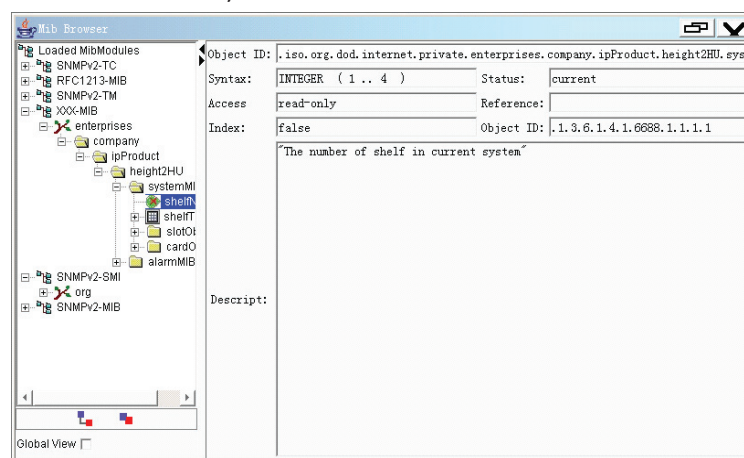 Mib Browser
Loaded MibModules
SNMPv2-TC
RFC1213-MIB
SNMPv2-TM
XXX-MIB
enterprises
company
ipProduct
height2HU
systemMI
shelfN
shelfT
slotOb
cardO
alarmMIB
SNMPv2-SMI
org
SNMPv2-MIB
Global View
Object ID: .iso.org.dod.internet.private.enterprises.company.ipProduct.height2HU.sys
Syntax: INTEGER ( 1 .. 4 ) Status: current
Access read-only Reference:
Index: false Object ID: .1.3.6.1.4.1.6688.1.1.1.1
"The number of shelf in current system"
Descript: